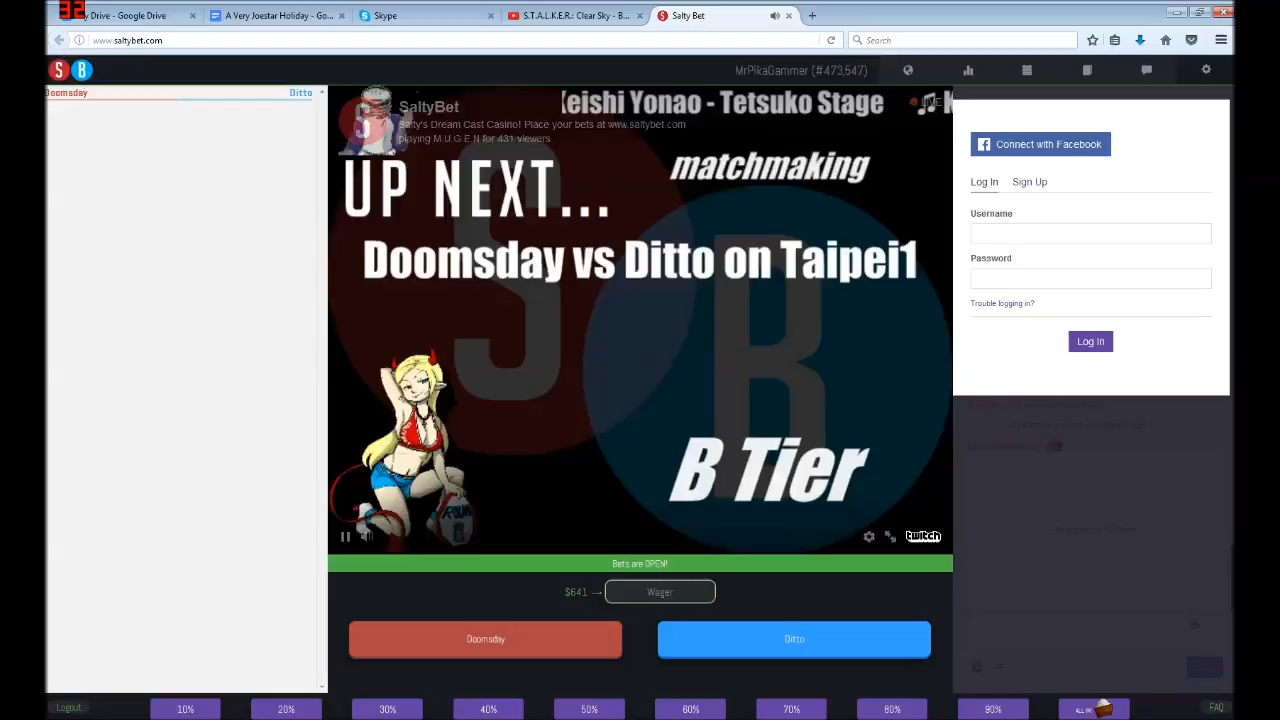 32
y Drive - Google Drive
A Very Joestar Holiday - Go...
Skype
S.T.A.L.K.E.R.: Clear Sky - B...
Salty Bet
www.saltybet.com
Search
S B
MrPikaGammer (#473,547)
Doomsday
Ditto
SaltyBet
Keishi Yonao - Tetsuko Stage
LIVE
Salty's Dream Cast Casino! Place your bets at www.saltybet.com
playing M.U.G.E.N for 431 viewers
matchmaking
UP NEXT...
Doomsday vs Ditto on Taipei1
B Tier
twitch
Connect with Facebook
Log In
Sign Up
Username
Password
Trouble logging in?
Log In
Bets are OPEN!
$641 →
Wager
Doomsday
Ditto
Logout
10%
20%
30%
40%
50%
60%
70%
80%
90%
ALL IN!
FAQ